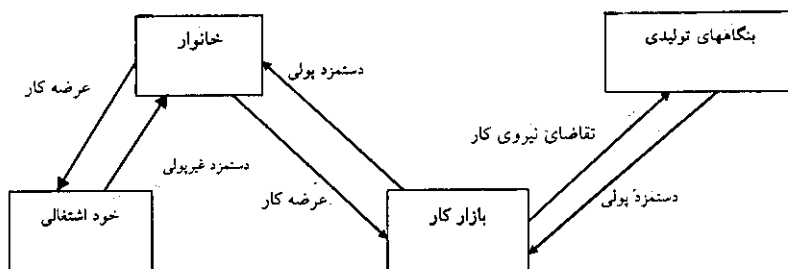 خانوار
بنگاههای تولیدی
دستمزد پولی
عرضه کار
تقاضای نیروی کار
دستمزد غیرپولی
عرضه کار
دستمزد پولی
خود اشتغالی
بازار کار